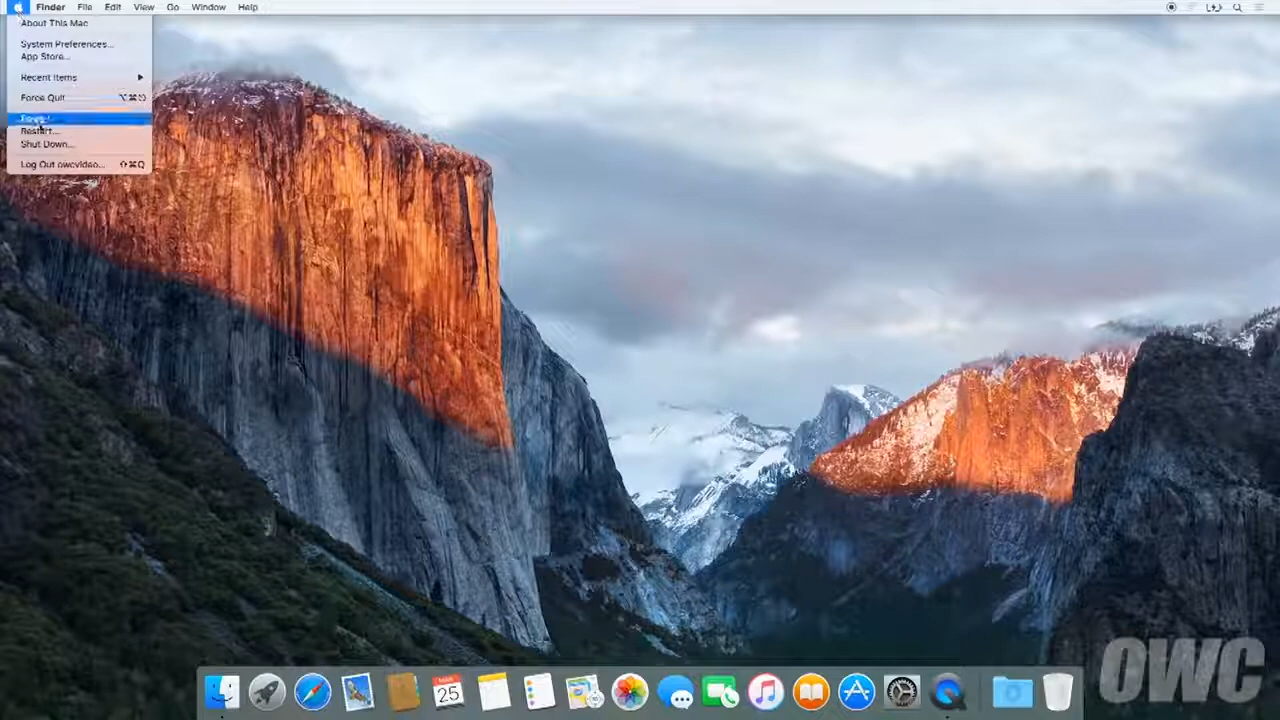 Finder File Edit View Go Window Help
About This Mac
System Preferences...
App Store...
Recent Items
Force Quit
Restart...
Shut Down...
Log Out owcvideo... ⇧⌘Q
MAR
25
OWC